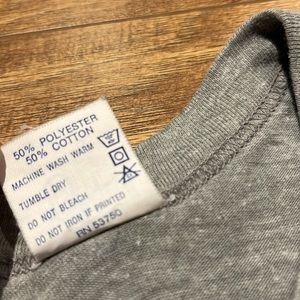 50% POLYESTER
50% COTTON
MACHINE WASH WARM
TUMBLE DRY
DO NOT BLEACH
DO NOT IRON IF PRINTED
RN 53750